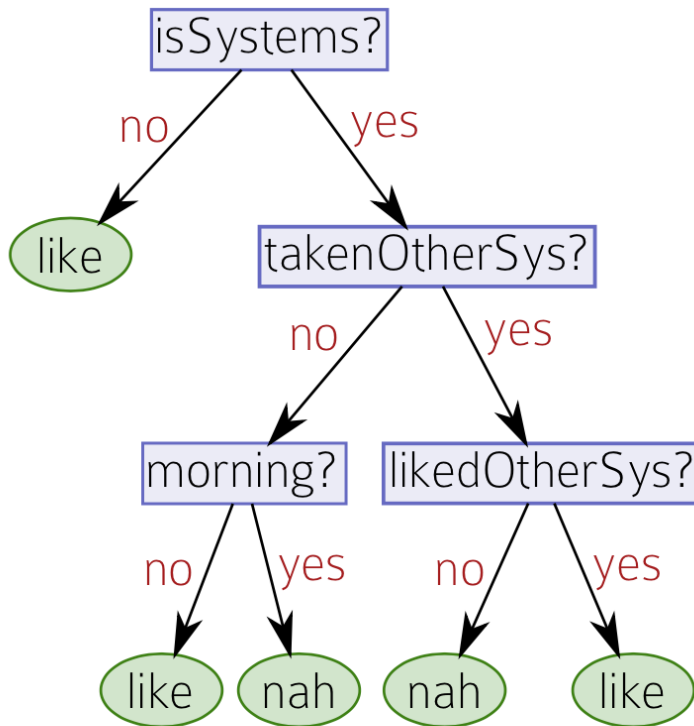 isSystems?
no
yes
like
takenOtherSys?
no
yes
morning?
likedOtherSys?
no
yes
no
yes
like
nah
nah
like